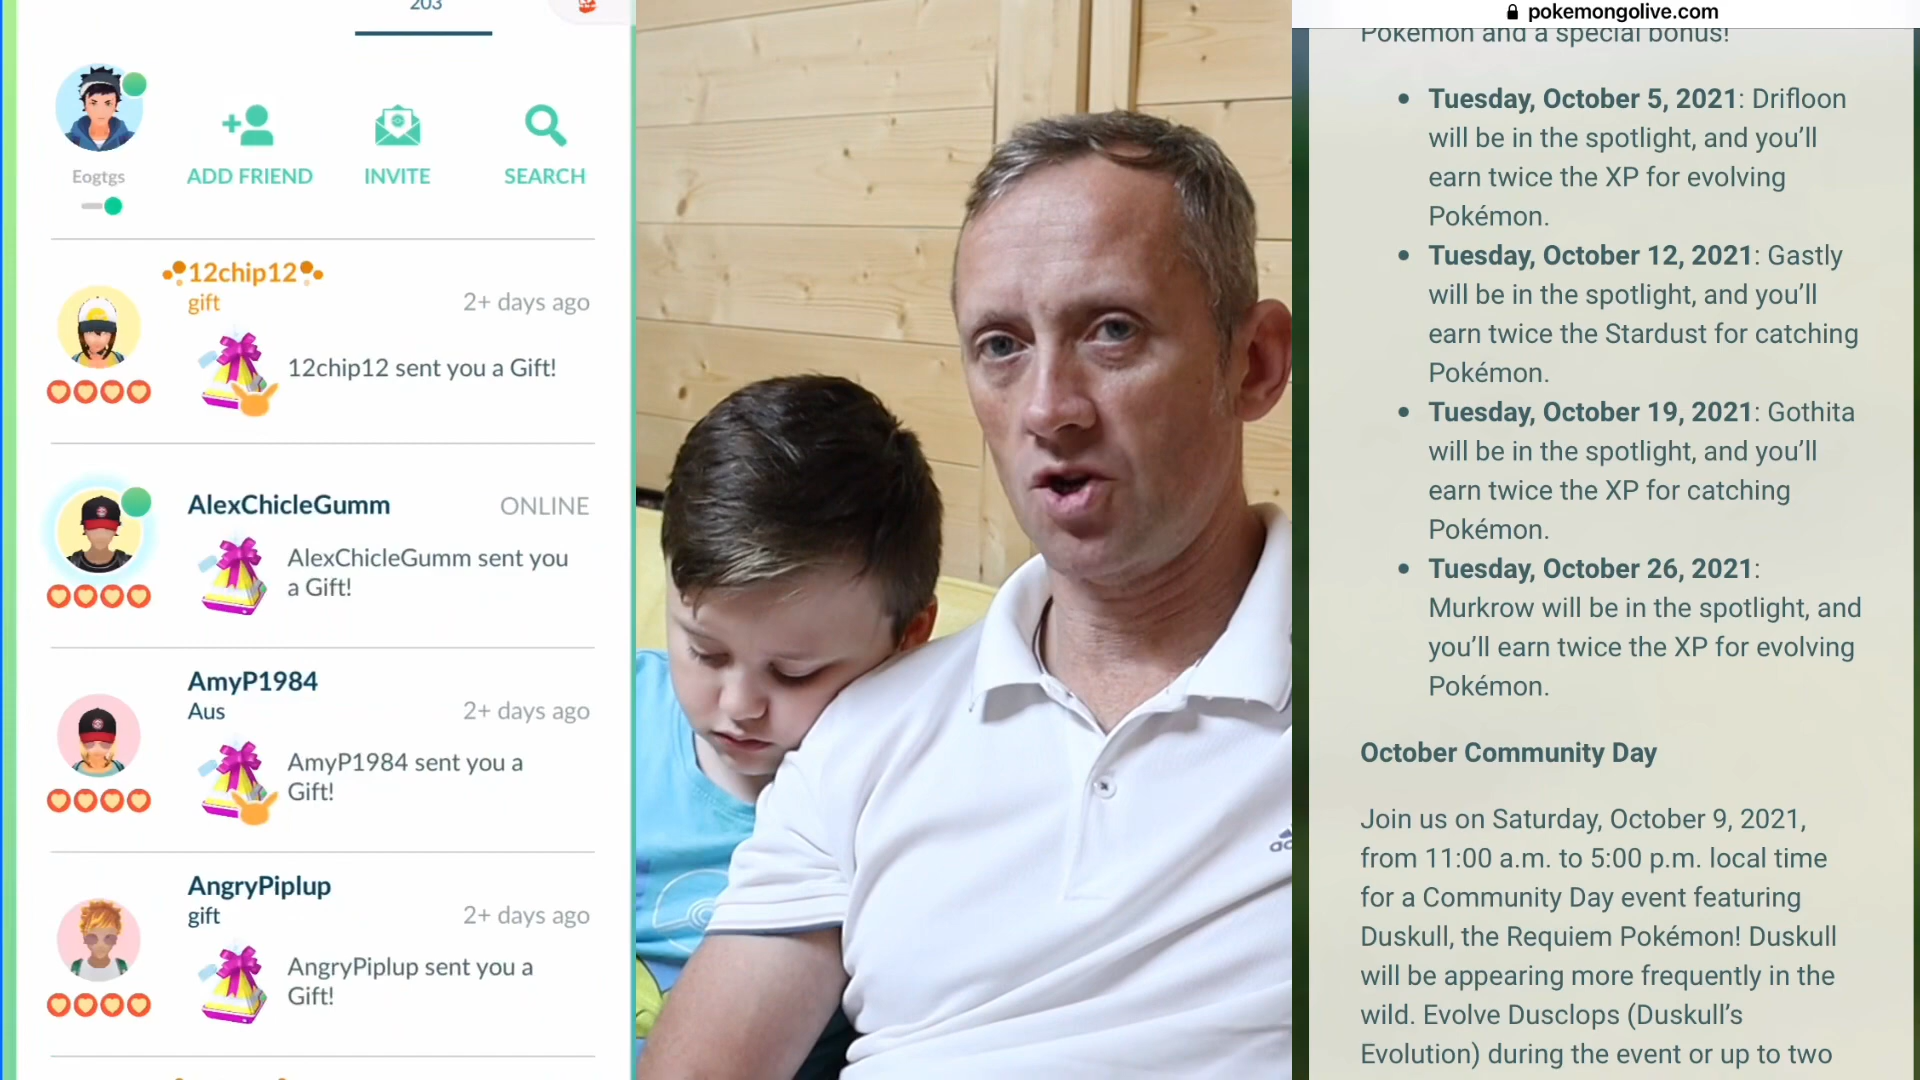 203
Eogtgs
ADD FRIEND
INVITE
SEARCH
12chip12
gift
2+ days ago
12chip12 sent you a Gift!
AlexChicleGumm
ONLINE
AlexChicleGumm sent you
a Gift!
AmyP1984
Aus
2+ days ago
AmyP1984 sent you a
Gift!
AngryPiplup
gift
2+ days ago
AngryPiplup sent you a
Gift!
pokemongolive.com
Pokémon and a special bonus!
• Tuesday, October 5, 2021: Drifloon
will be in the spotlight, and you’ll
earn twice the XP for evolving
Pokémon.
• Tuesday, October 12, 2021: Gastly
will be in the spotlight, and you’ll
earn twice the Stardust for catching
Pokémon.
• Tuesday, October 19, 2021: Gothita
will be in the spotlight, and you’ll
earn twice the XP for catching
Pokémon.
• Tuesday, October 26, 2021:
Murkrow will be in the spotlight, and
you’ll earn twice the XP for evolving
Pokémon.
October Community Day
Join us on Saturday, October 9, 2021,
from 11:00 a.m. to 5:00 p.m. local time
for a Community Day event featuring
Duskull, the Requiem Pokémon! Duskull
will be appearing more frequently in the
wild. Evolve Dusclops (Duskull’s
Evolution) during the event or up to two